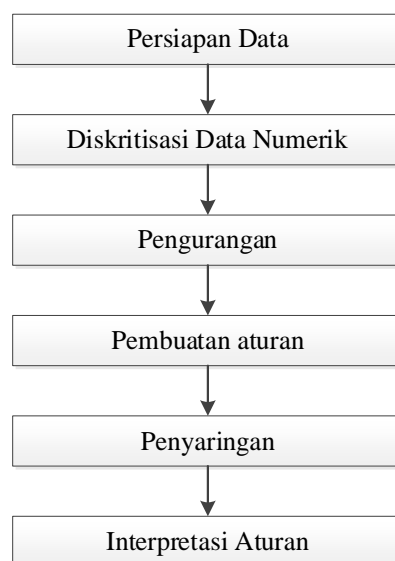 Persiapan Data
Diskritisasi Data Numerik
Pengurangan
Pembuatan aturan
Penyaringan
Interpretasi Aturan